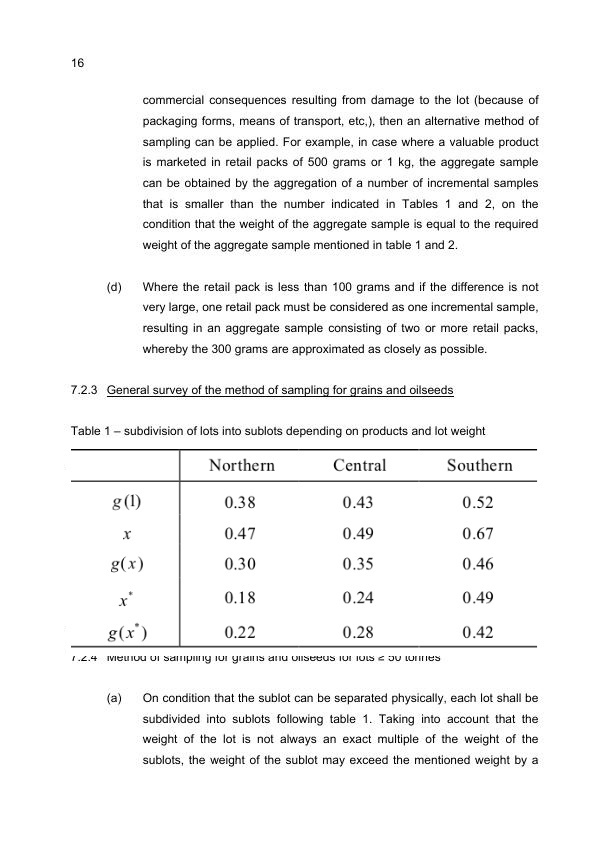 16
commercial consequences resulting from damage to the lot (because of
packaging forms, means of transport, etc,), then an alternative method of
sampling can be applied. For example, in case where a valuable product
is marketed in retail packs of 500 grams or 1 kg, the aggregate sample
can be obtained by the aggregation of a number of incremental samples
that is smaller than the number indicated in Tables 1 and 2, on the
condition that the weight of the aggregate sample is equal to the required
weight of the aggregate sample mentioned in table 1 and 2.
(d) Where the retail pack is less than 100 grams and if the difference is not
very large, one retail pack must be considered as one incremental sample,
resulting in an aggregate sample consisting of two or more retail packs,
whereby the 300 grams are approximated as closely as possible.
7.2.3 General survey of the method of sampling for grains and oilseeds
Table 1 – subdivision of lots into sublots depending on products and lot weight
Northern Central Southern
g(1) 0.38 0.43 0.52
x 0.47 0.49 0.67
g(x) 0.30 0.35 0.46
x* 0.18 0.24 0.49
g(x*) 0.22 0.28 0.42
7.2.4 Method of sampling for grains and oilseeds for lots ≥ 50 tonnes
(a) On condition that the sublot can be separated physically, each lot shall be
subdivided into sublots following table 1. Taking into account that the
weight of the lot is not always an exact multiple of the weight of the
sublots, the weight of the sublot may exceed the mentioned weight by a